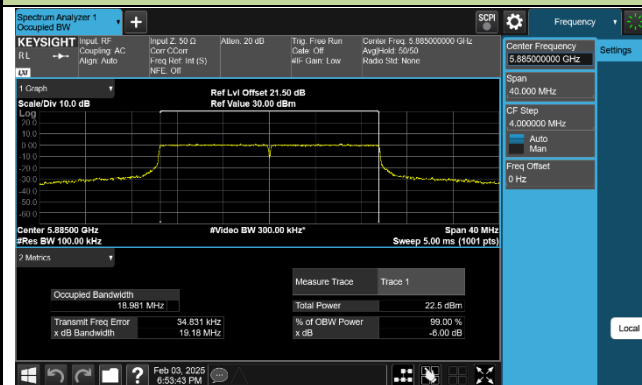 Spectrum Analyzer 1
Occupied BW
+
SCPI
Frequency
KEYSIGHT
RL
LXI
Input: RF
Coupling: AC
Align: Auto
Input Z: 50 Ω
Corr CCorr
Freq Ref: Int (S)
NFE: Off
Atten: 20 dB
Trig: Free Run
Gate: Off
#IF Gain: Low
Center Freq: 5.885000000 GHz
Avg|Hold: 50/50
Radio Std: None
Center Frequency
5.885000000 GHz
Settings
Span
40.000 MHz
CF Step
4.000000 MHz
Auto
Man
Freq Offset
0 Hz
Local
1 Graph
Scale/Div 10.0 dB
Ref Lvl Offset 21.50 dB
Ref Value 30.00 dBm
Log
20.0
10.0
0.00
-10.0
-20.0
-30.0
-40.0
-50.0
-60.0
Center 5.88500 GHz
#Res BW 100.00 kHz
#Video BW 300.00 kHz*
Span 40 MHz
Sweep 5.00 ms (1001 pts)
2 Metrics
Measure Trace Trace 1
Occupied Bandwidth
18.981 MHz
Total Power 22.5 dBm
Transmit Freq Error 34.831 kHz
% of OBW Power 99.00 %
x dB Bandwidth 19.18 MHz
x dB -6.00 dB
?
Feb 03, 2025
6:53:43 PM